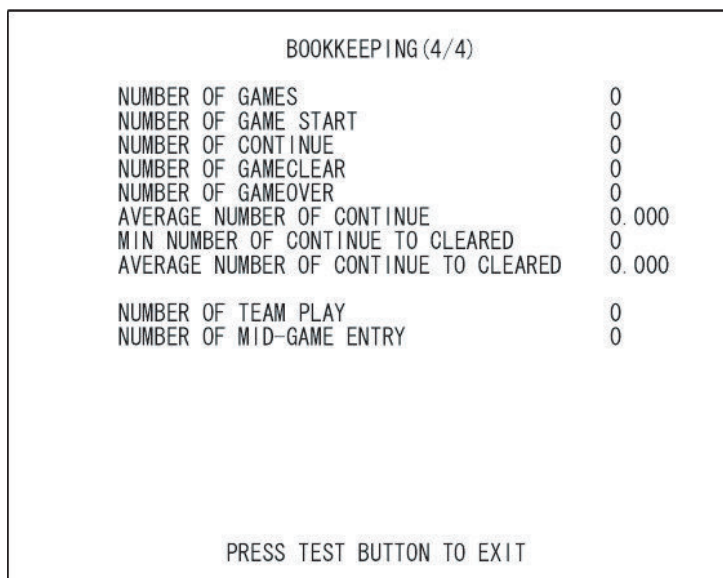 BOOKKEEPING(4/4)
NUMBER OF GAMES 0
NUMBER OF GAME START 0
NUMBER OF CONTINUE 0
NUMBER OF GAMECLEAR 0
NUMBER OF GAMEOVER 0
AVERAGE NUMBER OF CONTINUE 0.000
MIN NUMBER OF CONTINUE TO CLEARED 0
AVERAGE NUMBER OF CONTINUE TO CLEARED 0.000
NUMBER OF TEAM PLAY 0
NUMBER OF MID-GAME ENTRY 0
PRESS TEST BUTTON TO EXIT